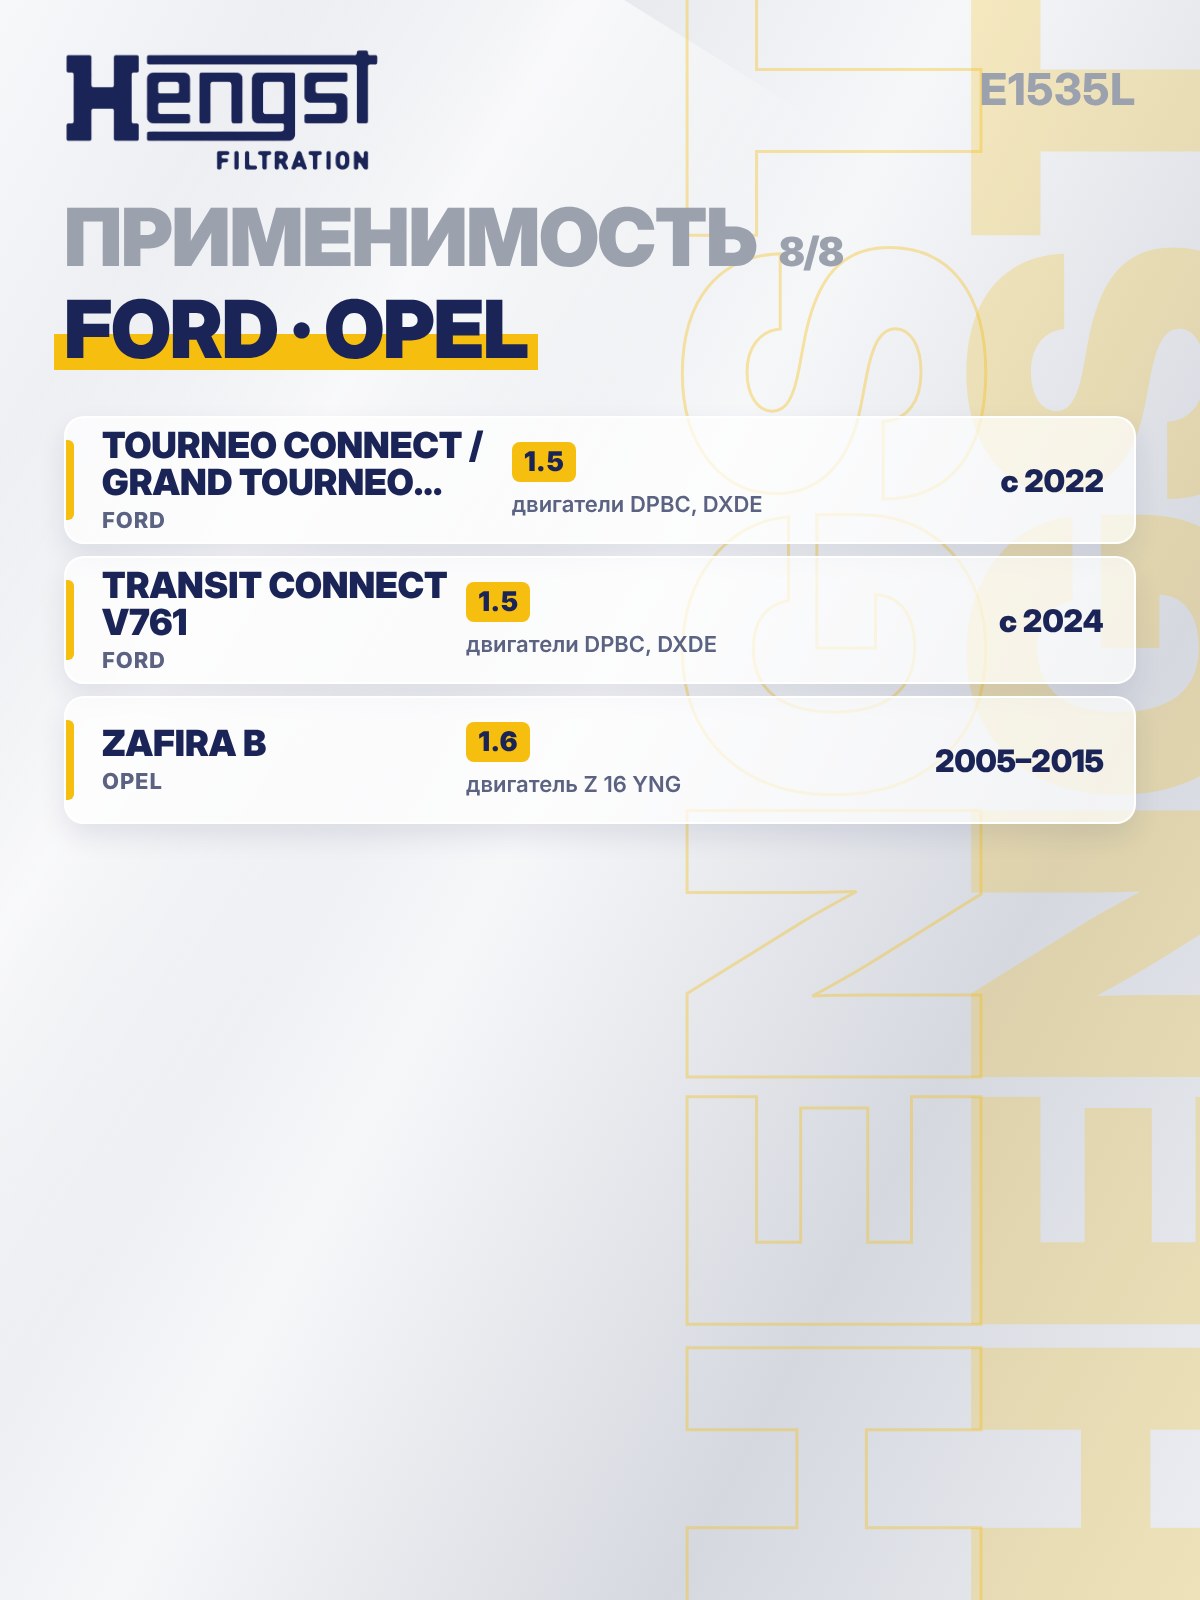 Hengst
FILTRATION
E1535L
ПРИМЕНИМОСТЬ 8/8
FORD · OPEL
TOURNEO CONNECT /
GRAND TOURNEO...
FORD
1.5
двигатели DPBC, DXDE
с 2022
TRANSIT CONNECT
V761
FORD
1.5
двигатели DPBC, DXDE
с 2024
ZAFIRA B
OPEL
1.6
двигатель Z 16 YNG
2005–2015
HENGST
HENGST